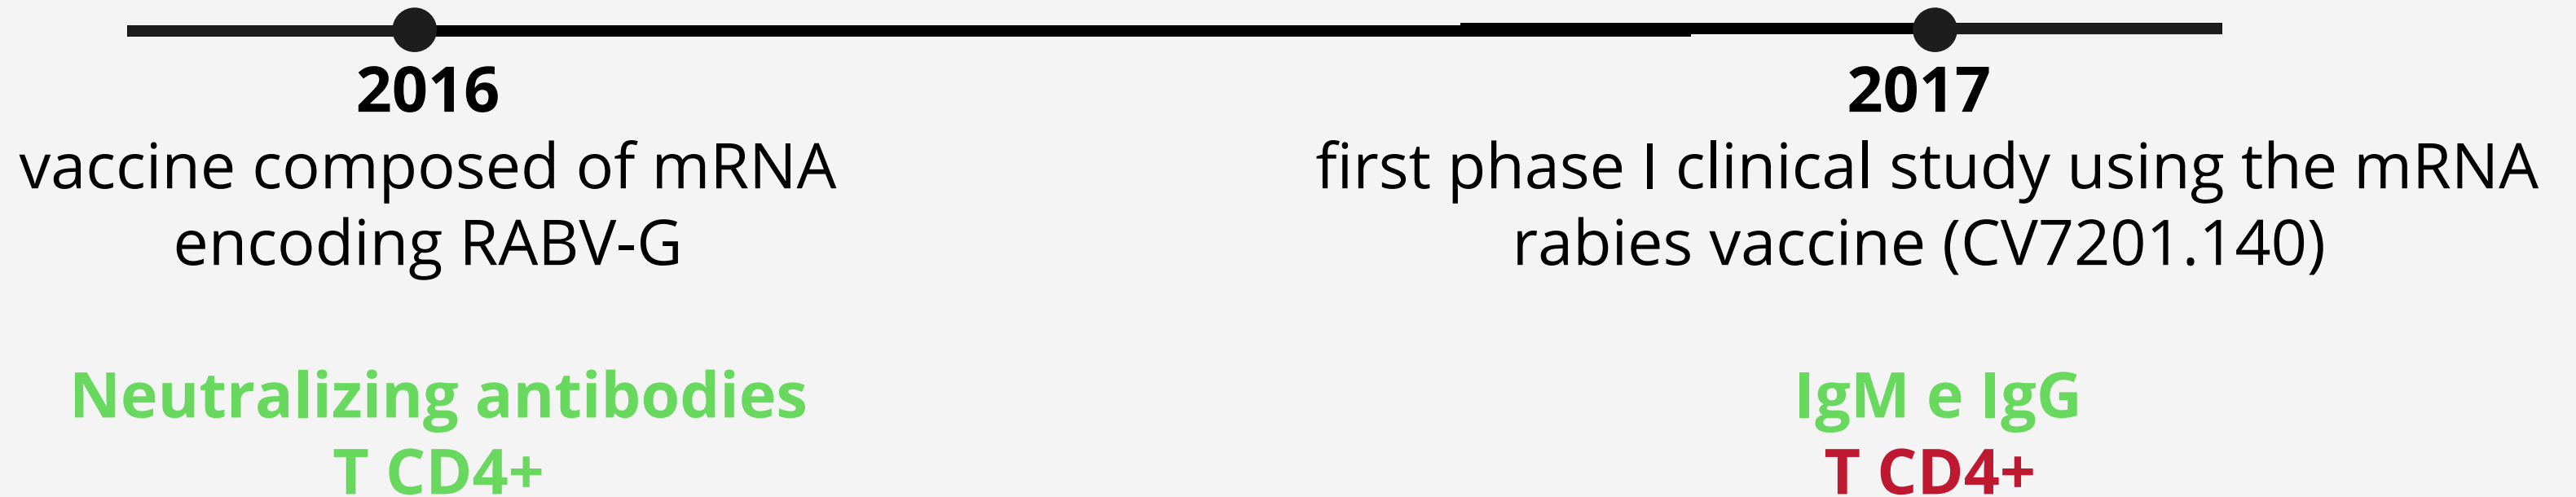 2016
vaccine composed of mRNA
encoding RABV-G
Neutralizing antibodies
T CD4+
2017
first phase I clinical study using the mRNA
rabies vaccine (CV7201.140)
IgM e IgG
T CD4+